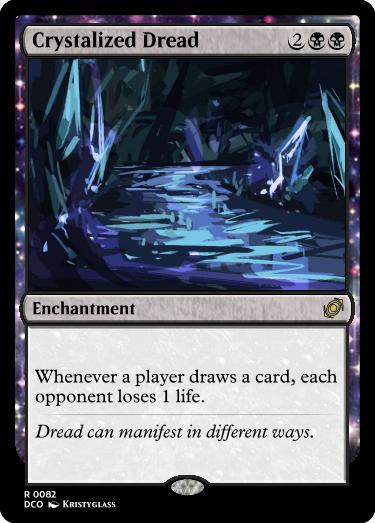 Crystalized Dread 2
Enchantment
Whenever a player draws a card, each
opponent loses 1 life.
Dread can manifest in different ways.
R 0082
DCO KRISTYGLASS